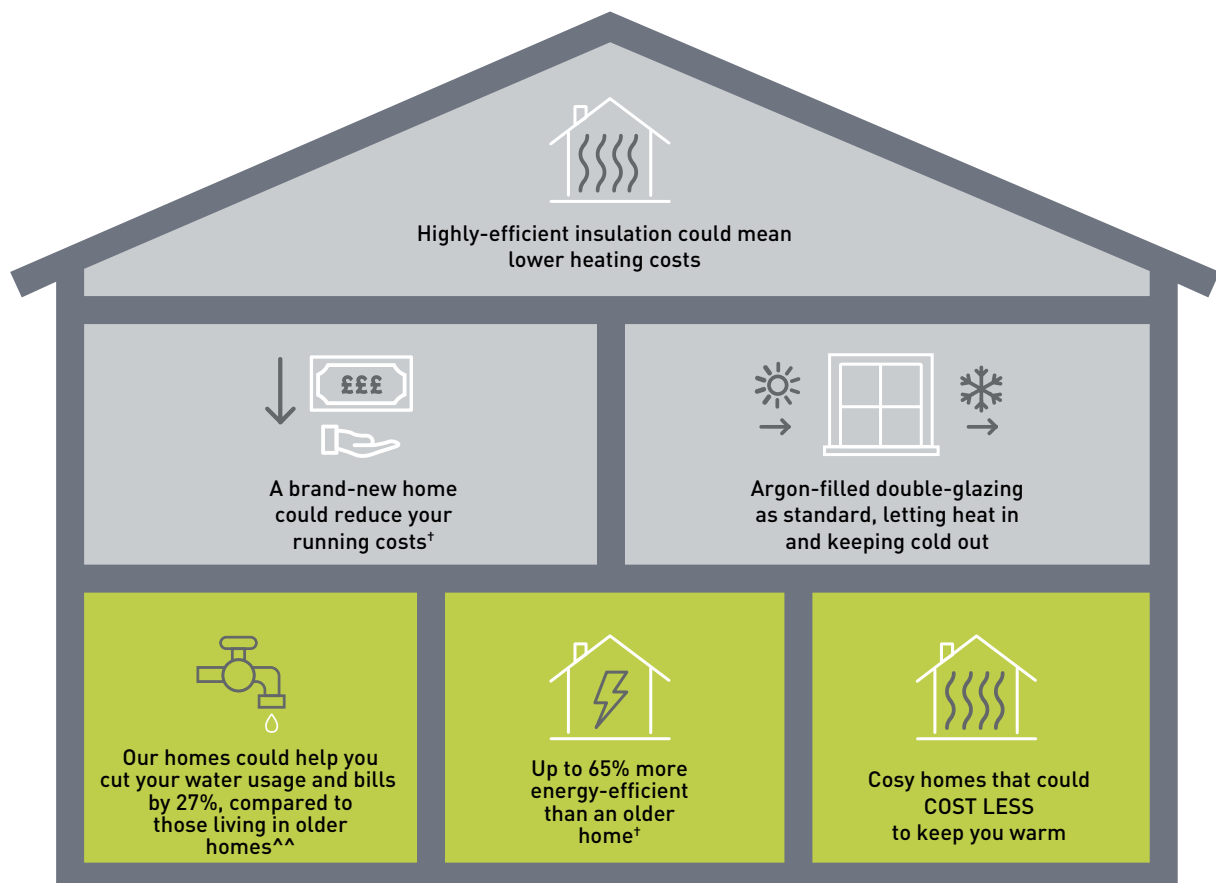 Highly-efficient insulation could mean
lower heating costs
£££
A brand-new home
could reduce your
running costs†
Argon-filled double-glazing
as standard, letting heat in
and keeping cold out
Our homes could help you
cut your water usage and bills
by 27%, compared to
those living in older
homes^^
Up to 65% more
energy-efficient
than an older
home†
Cosy homes that could
COST LESS
to keep you warm